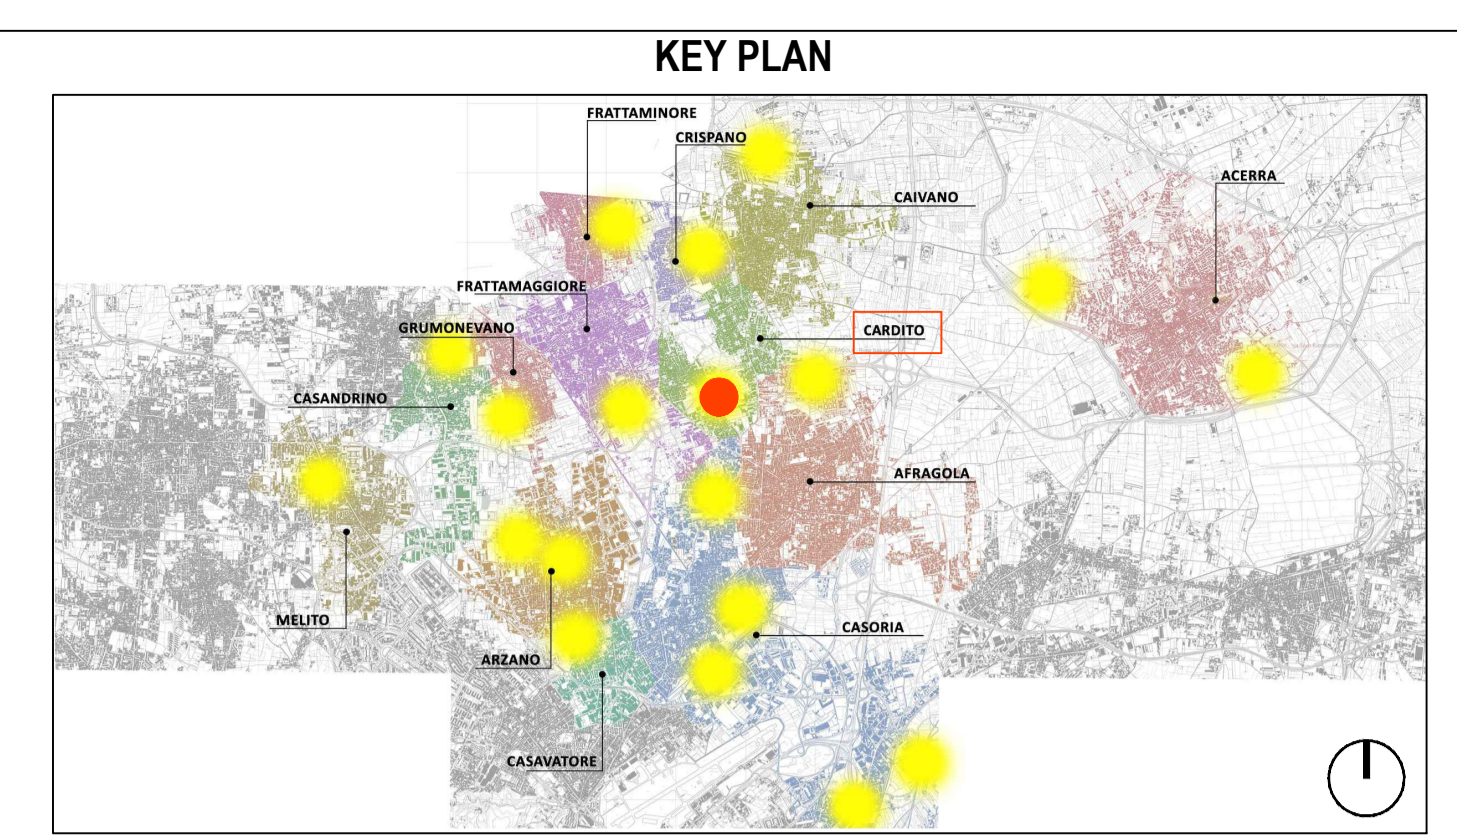 KEY PLAN
FRATTAMINORE
CRISPANO
ACERRA
CAIVANO
FRATTAMAGGIORE
GRUMONEVANO
CARDITO
CASANDRINO
AFRAGOLA
MELITO
CASORIA
ARZANO
CASAVATORE